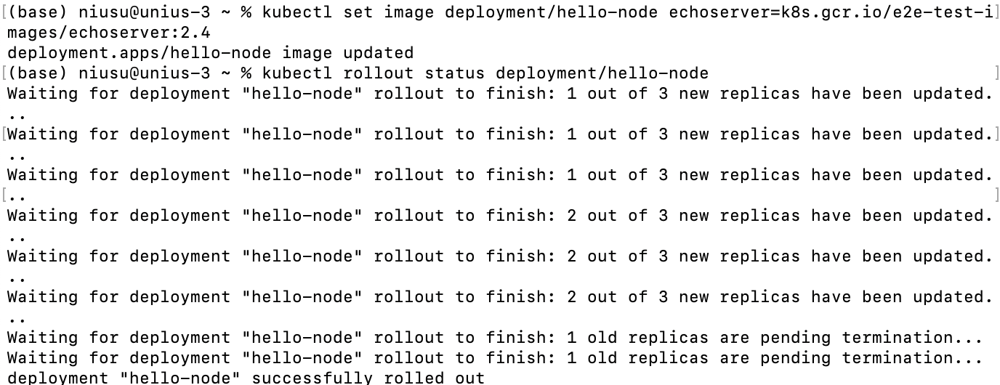 [(base) niusu@unius-3 ~ % kubectl set image deployment/hello-node echoserver=k8s.gcr.io/e2e-test-i]
mages/echoserver:2.4
deployment.apps/hello-node image updated
[(base) niusu@unius-3 ~ % kubectl rollout status deployment/hello-node ]
Waiting for deployment "hello-node" rollout to finish: 1 out of 3 new replicas have been updated.
..
[Waiting for deployment "hello-node" rollout to finish: 1 out of 3 new replicas have been updated.]
..
Waiting for deployment "hello-node" rollout to finish: 1 out of 3 new replicas have been updated.
[.. ]
Waiting for deployment "hello-node" rollout to finish: 2 out of 3 new replicas have been updated.
..
Waiting for deployment "hello-node" rollout to finish: 2 out of 3 new replicas have been updated.
..
Waiting for deployment "hello-node" rollout to finish: 2 out of 3 new replicas have been updated.
..
Waiting for deployment "hello-node" rollout to finish: 1 old replicas are pending termination...
Waiting for deployment "hello-node" rollout to finish: 1 old replicas are pending termination...
deployment "hello-node" successfully rolled out